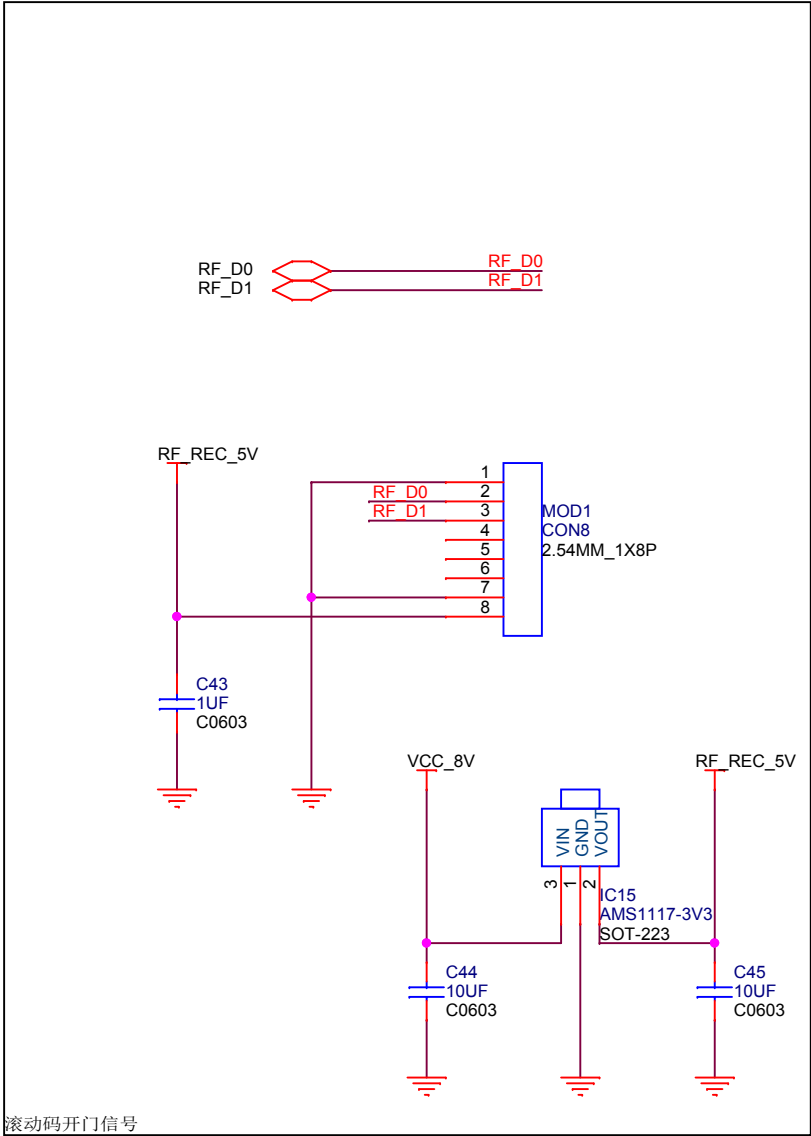 RF_D0
RF_D0
RF_D1
RF_D1
RF_REC_5V
1
RF_D0
2
RF_D1
3
4
5
6
7
8
MOD1
CON8
2.54MM_1X8P
C43
1UF
C0603
VCC_8V
RF_REC_5V
VIN
GND
VOUT
3
1
2
IC15
AMS1117-3V3
SOT-223
C44
10UF
C0603
C45
10UF
C0603
滚动码开门信号